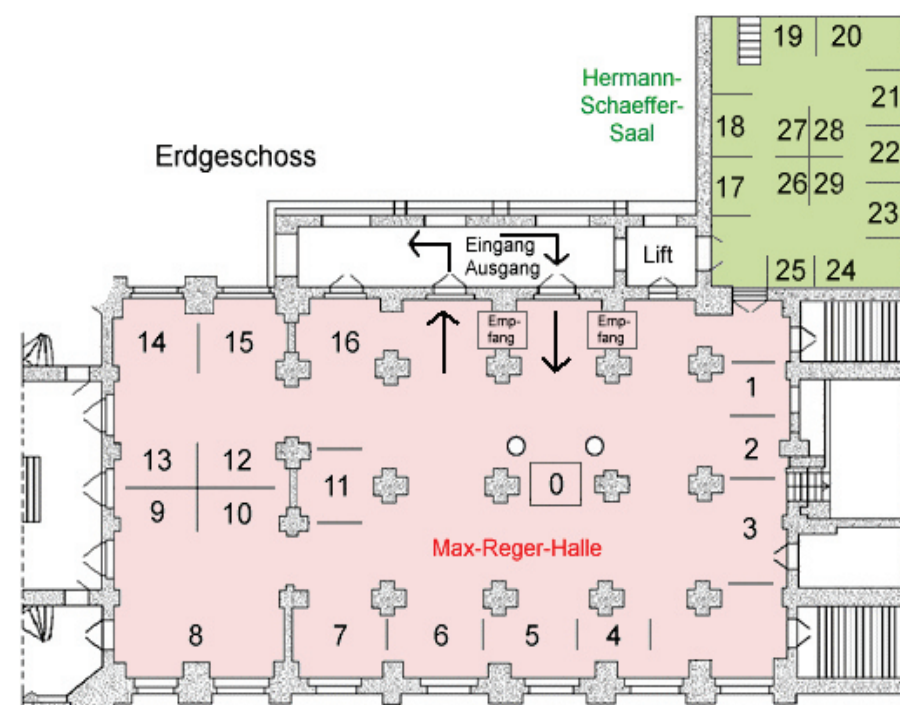 19 20
Hermann-
Schaeffer-
Saal
21
18 27 28
22
Erdgeschoss
17 26 29
23
Eingang
Ausgang
Lift
25 24
14 15 16
Emp-
fang
Emp-
fang
1
13 12
2
11
0
9 10
3
Max-Reger-Halle
8 7 6 5 4